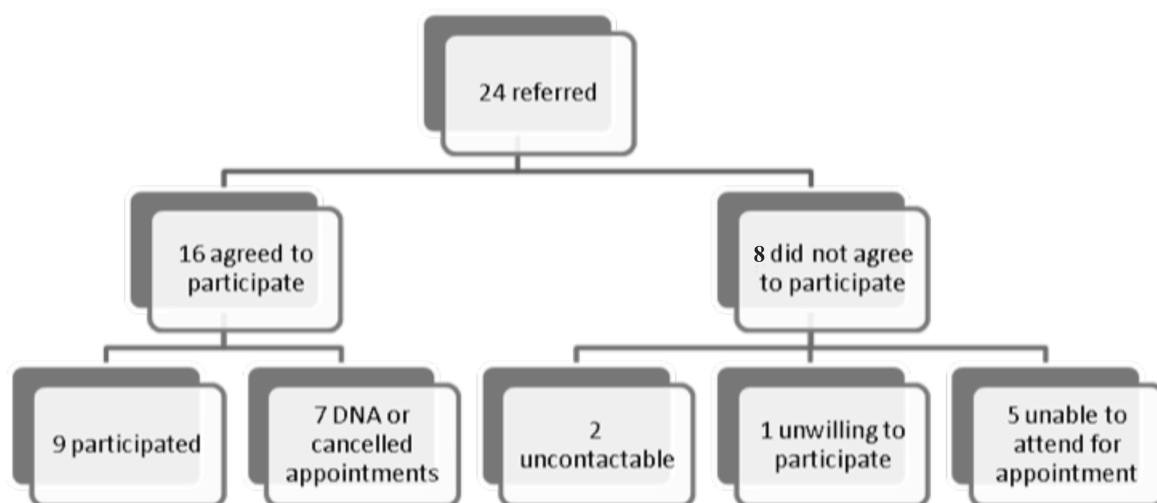 24 referred
16 agreed to
participate
8 did not agree
to participate
9 participated
7 DNA or
cancelled
appointments
2
uncontactable
1 unwilling to
participate
5 unable to
attend for
appointment